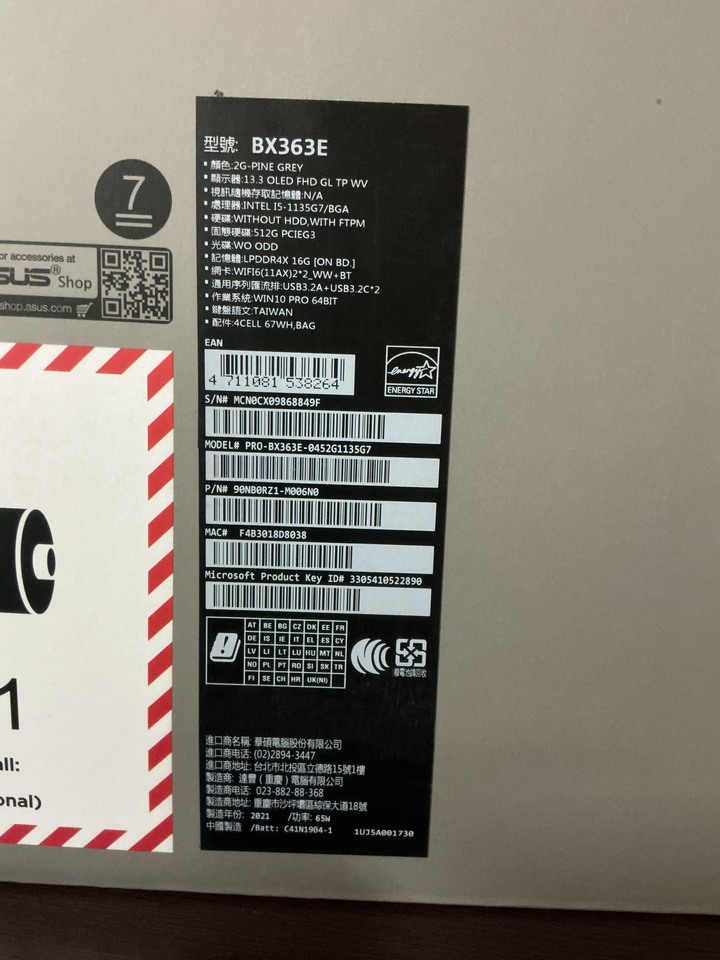 7
or accessories at
SUS® Shop
shop.asus.com
1
all:
onal)
型號: BX363E
顏色:2G-PINE GREY
顯示器:13.3 OLED FHD GL TP WV
視訊隨機存取記憶體:N/A
處理器:INTEL I5-1135G7/BGA
硬碟:WITHOUT HDD,WITH FTPM
固態硬碟:512G PCIEG3
光碟:WO ODD
記憶體:LPDDR4X 16G [ON BD.]
網卡:WIFI6(11AX)2*2_WW+BT
通用序列匯流排:USB3.2A+USB3.2C*2
作業系統:WIN10 PRO 64BIT
鍵盤語文:TAIWAN
配件:4CELL 67WH,BAG
EAN
4 711081 538264
energy
ENERGY STAR
S/N# MCN0CX09868849F
MODEL# PRO-BX363E-0452G1135G7
P/N# 90NB0RZ1-M006N0
MAC# F4B3018D8038
Microsoft Product Key ID# 3305410522890
AT BE BG CZ DK EE FR
DE IS IE IT EL ES CY
LV LI LT LU HU MT NL
NO PL PT RO SI SK TR
FI SE CH HR UK(NI)
廢電池請回收
進口商名稱: 華碩電腦股份有限公司
進口商电话: (02)2894-3447
進口商地址: 台北市北投區立德路15號1樓
製造商: 達豐（重慶）電腦有限公司
製造商电话: 023-882-88-368
製造商地址: 重慶市沙坪壩區綜保大道18號
製造年份: 2021 /功率: 65W
中國製造 /Batt: C41N1904-1 1UJ5A001730